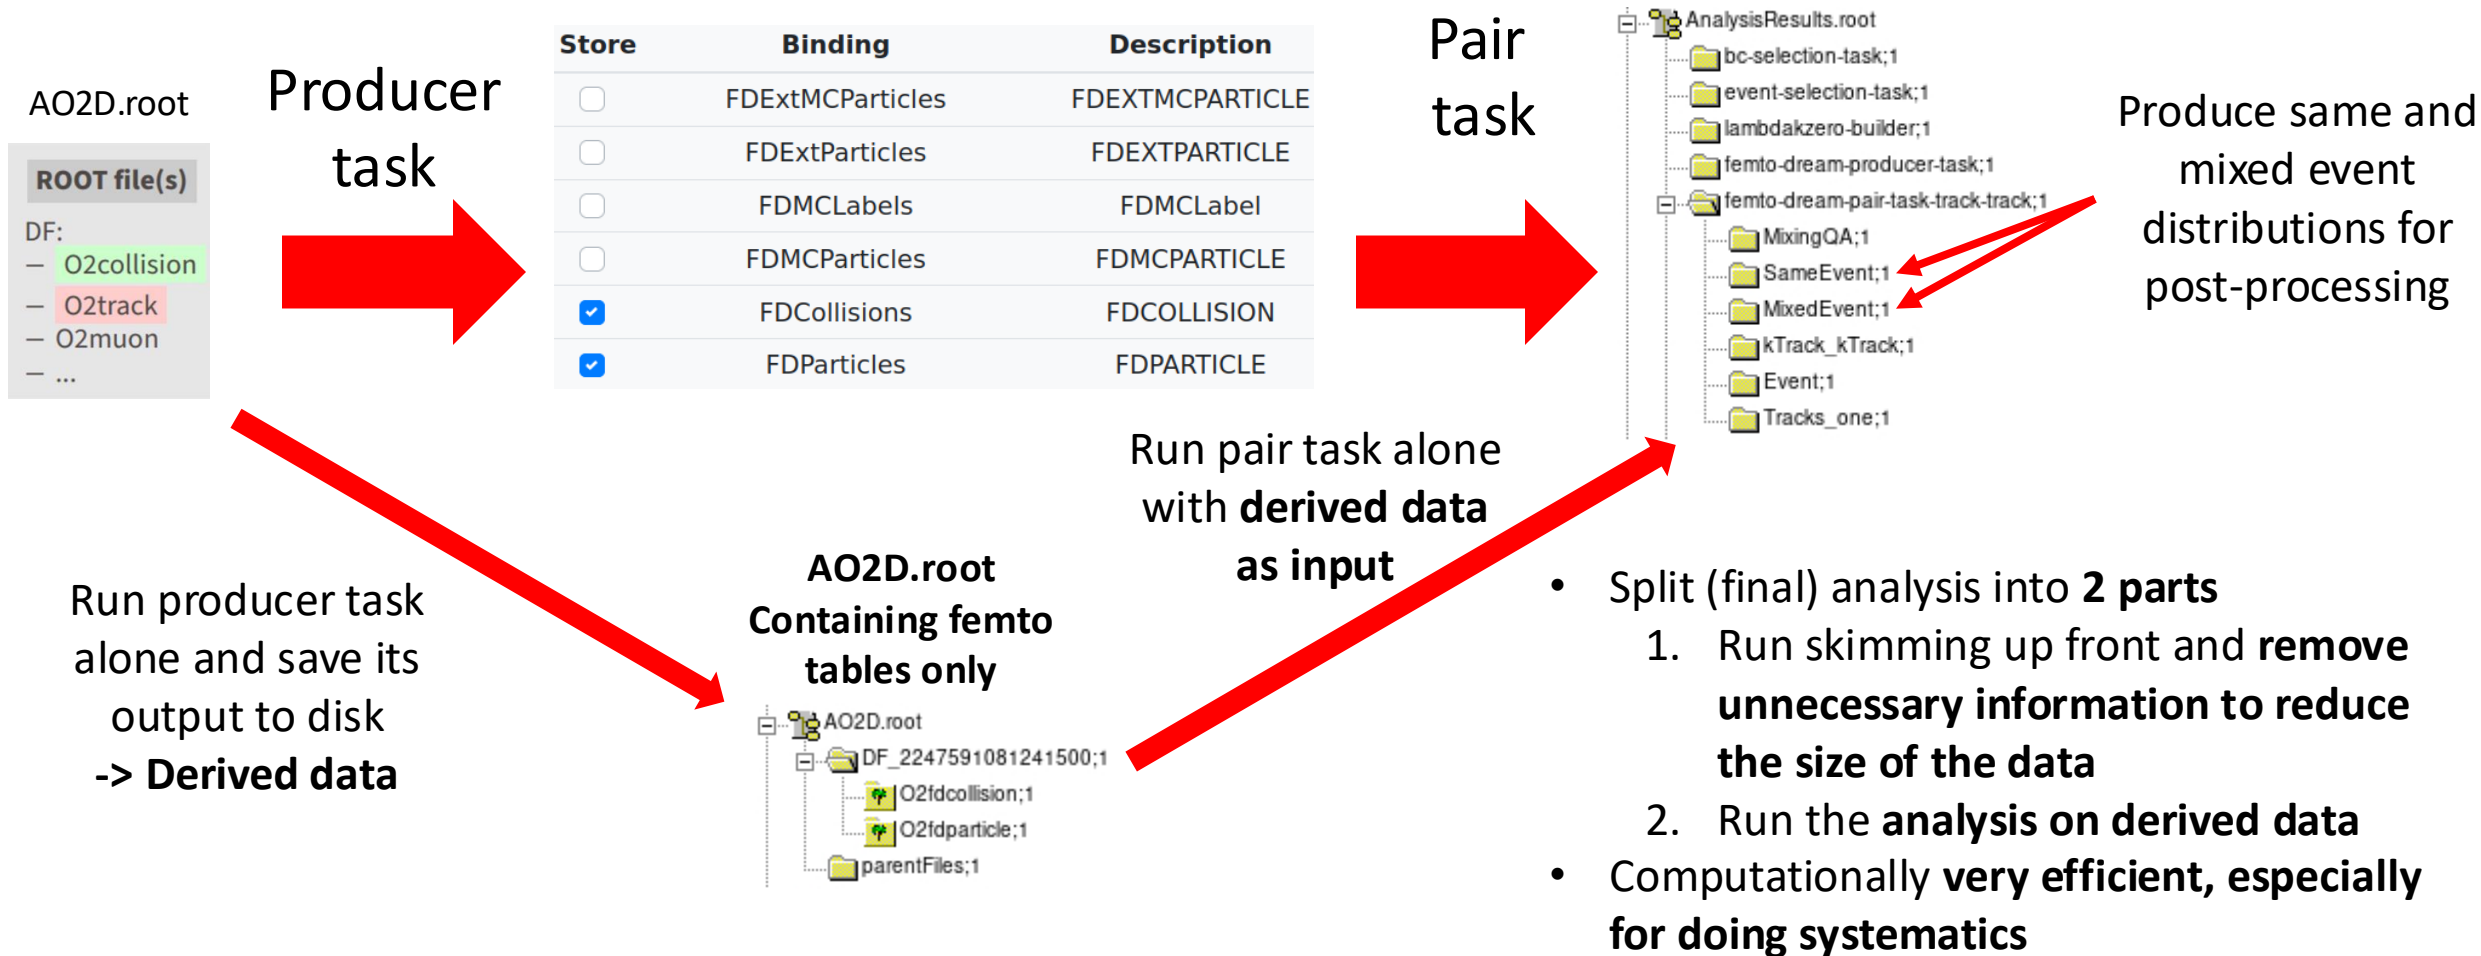 AO2D.root
ROOT file(s)
DF:
– O2collision
– O2track
– O2muon
– ...
Producer
task
Store Binding Description
FDExtMCParticles FDEXTMCPARTICLE
FDExtParticles FDEXTPARTICLE
FDMCLabels FDMCLabel
FDMCParticles FDMCPARTICLE
FDCollisions FDCOLLISION
FDParticles FDPARTICLE
Pair
task
AnalysisResults.root
bc-selection-task;1
event-selection-task;1
lambdakzero-builder;1
femto-dream-producer-task;1
femto-dream-pair-task-track-track;1
MixingQA;1
SameEvent;1
MixedEvent;1
kTrack_kTrack;1
Event;1
Tracks_one;1
Produce same and
mixed event
distributions for
post-processing
Run producer task
alone and save its
output to disk
-> Derived data
AO2D.root
Containing femto
tables only
AO2D.root
DF_2247591081241500;1
O2fdcollision;1
O2fdparticle;1
parentFiles;1
Run pair task alone
with derived data
as input
• Split (final) analysis into 2 parts
1. Run skimming up front and remove
unnecessary information to reduce
the size of the data
2. Run the analysis on derived data
• Computationally very efficient, especially
for doing systematics